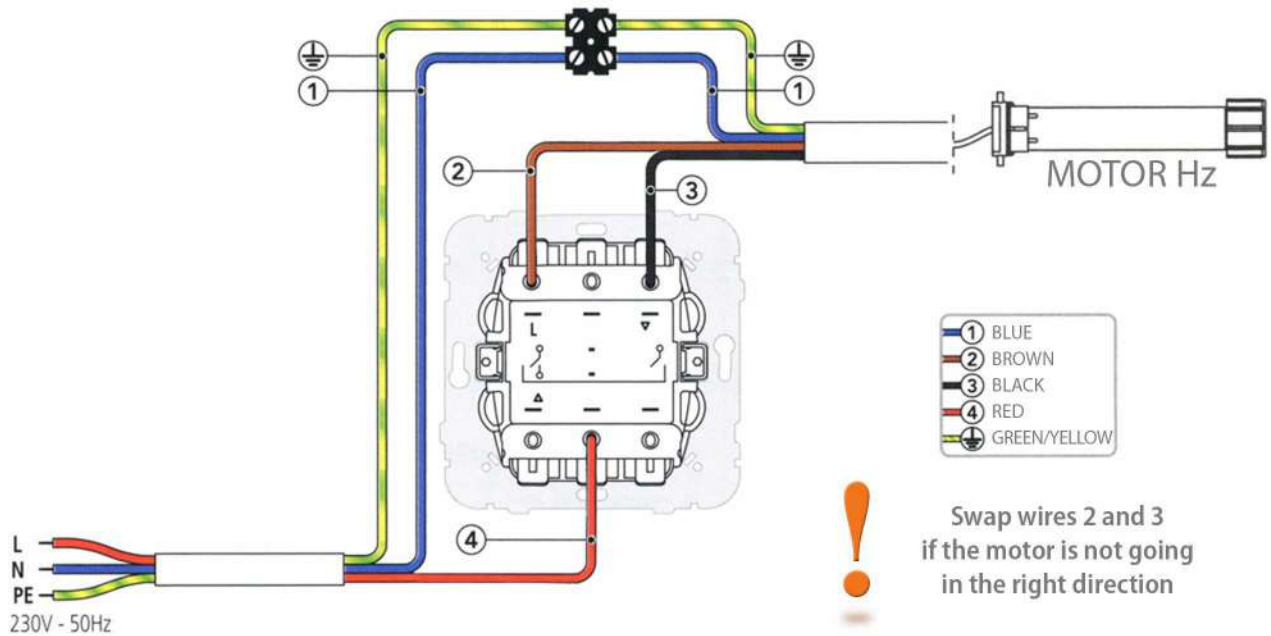 1
1
2
3
MOTOR Hz
L
1 BLUE
2 BROWN
3 BLACK
4 RED
GREEN/YELLOW
4
Swap wires 2 and 3
if the motor is not going
in the right direction
L
N
PE
230V - 50Hz